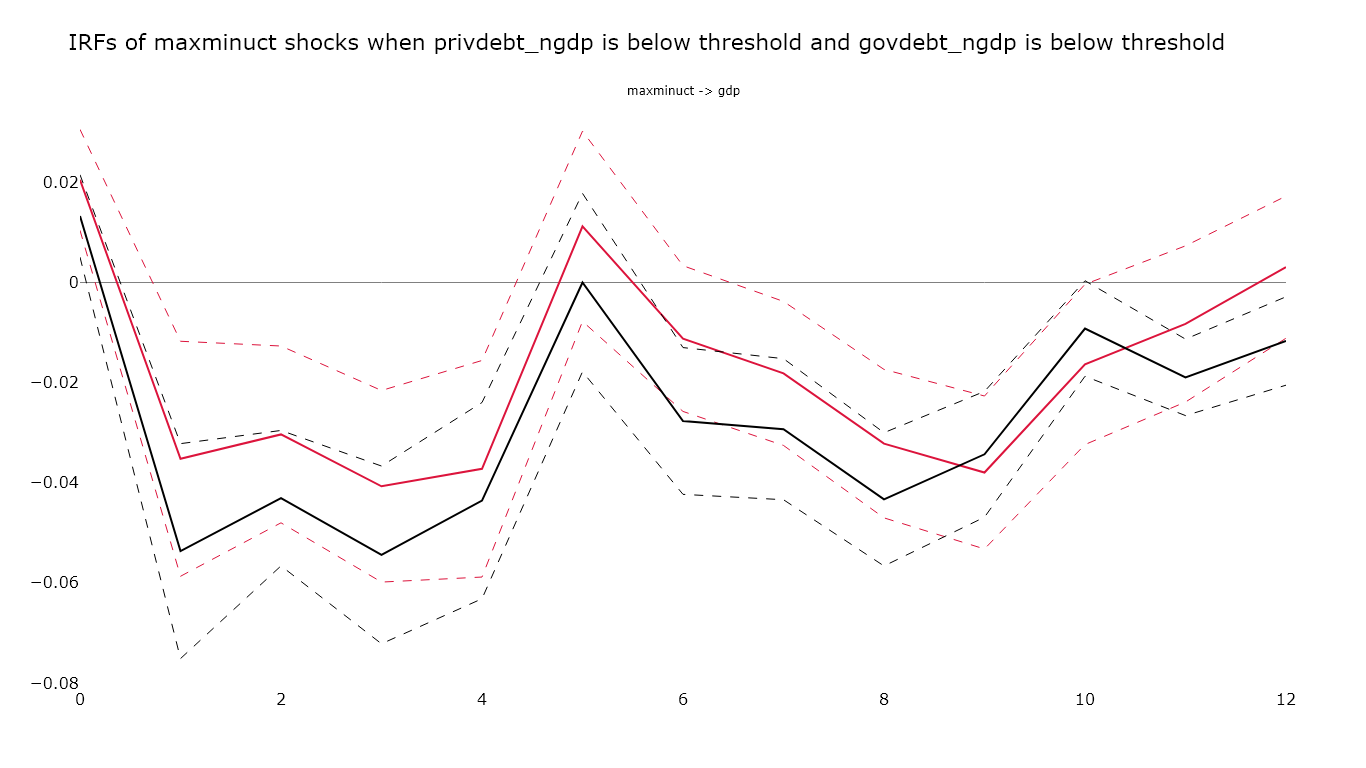 IRFs of maxminuct shocks when privdebt_ngdp is below threshold and govdebt_ngdp is below threshold
maxminuct -> gdp
0.02
0
−0.02
−0.04
−0.06
−0.08
0 2 4 6 8 10 12